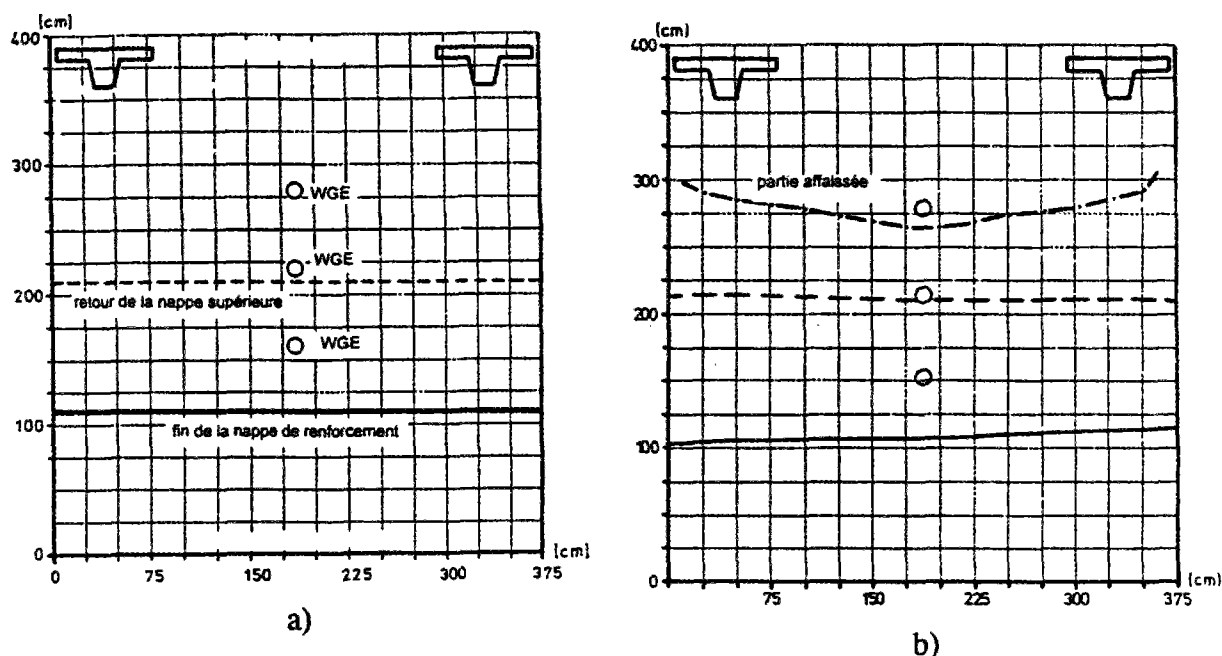 [cm]
400
300
200
100
0
WGE
WGE
retour de la nappe supérieure
WGE
fin de la nappe de renforcement
0 75 150 225 300 375
[cm]
a)
(cm)
400
300
200
100
0
partie affaissée
75 150 225 300 375
(cm)
b)